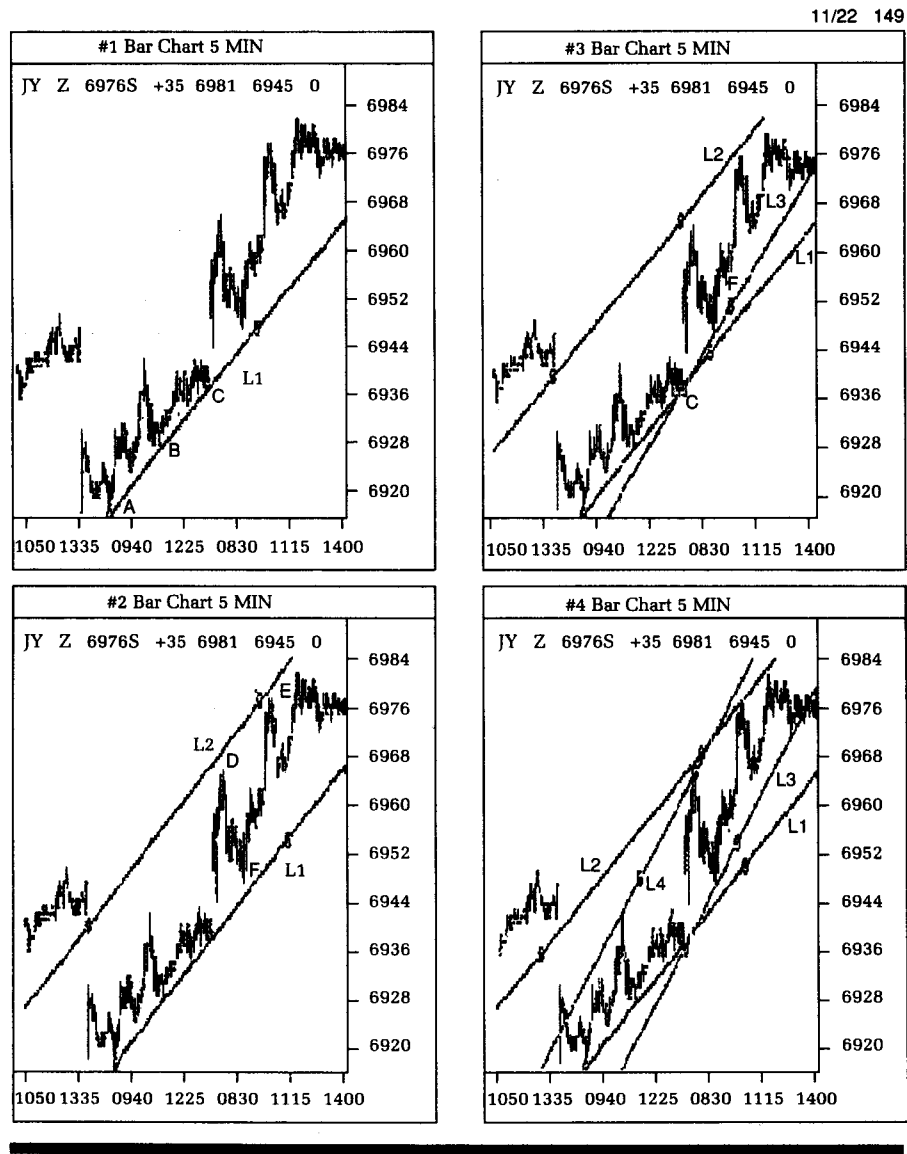 11/22 149
#1 Bar Chart 5 MIN
JY Z 6976S +35 6981 6945 0
6984
6976
6968
6960
6952
6944
6936
6928
6920
L1
C
B
A
1050 1335 0940 1225 0830 1115 1400
#3 Bar Chart 5 MIN
JY Z 6976S +35 6981 6945 0
6984
6976
6968
6960
6952
6944
6936
6928
6920
L2
L3
L1
F
C
1050 1335 0940 1225 0830 1115 1400
#2 Bar Chart 5 MIN
JY Z 6976S +35 6981 6945 0
6984
6976
6968
6960
6952
6944
6936
6928
6920
E
L2
D
F
L1
1050 1335 0940 1225 0830 1115 1400
#4 Bar Chart 5 MIN
JY Z 6976S +35 6981 6945 0
6984
6976
6968
6960
6952
6944
6936
6928
6920
L3
L1
L2
L4
1050 1335 0940 1225 0830 1115 1400